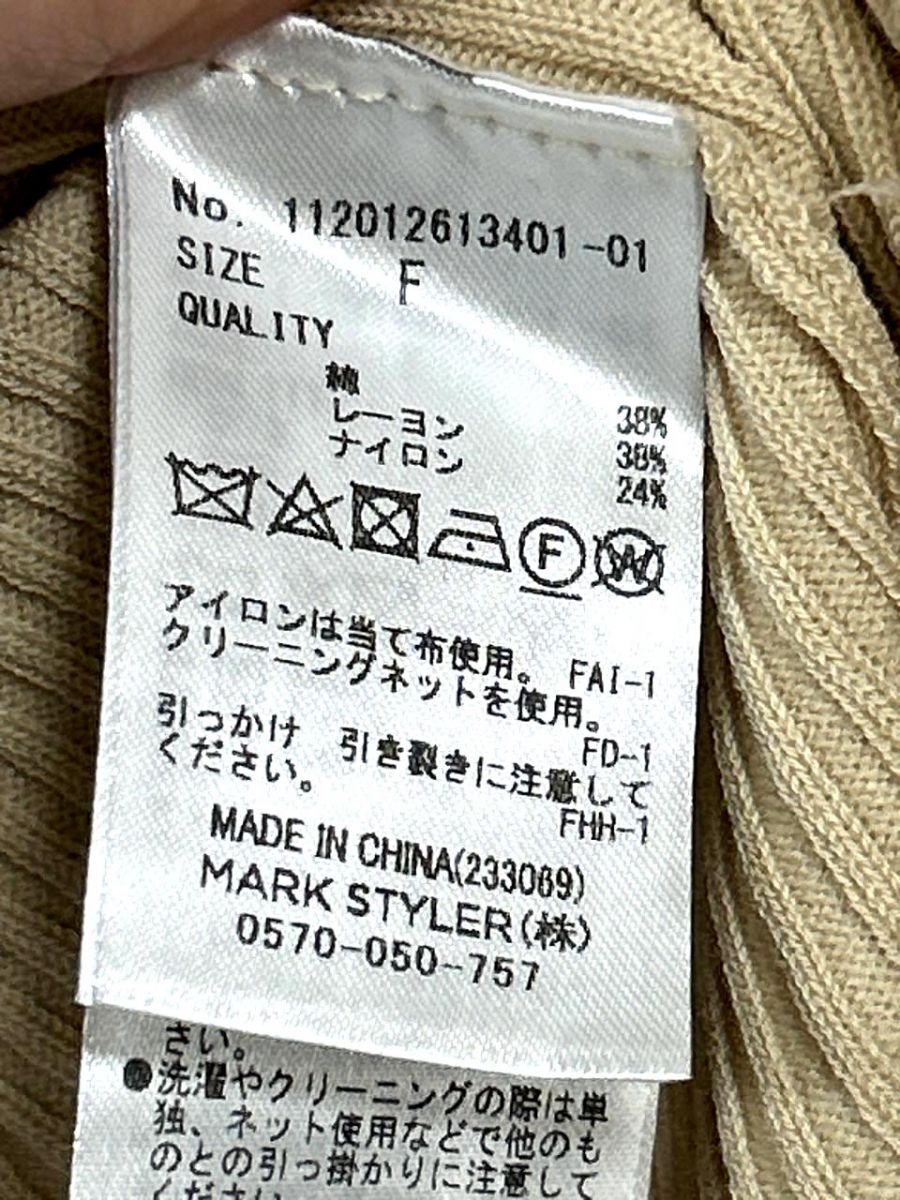 No. 112012613401-01
SIZE F
QUALITY
綿 38%
レーヨン 38%
ナイロン 24%
F W
アイロンは当て布使用。 FAI-1
クリーニングネットを使用。
FD-1
引っかけ 引き裂きに注意して
ください。
FHH-1
MADE IN CHINA(233069)
MARK STYLER(株)
0570-050-757
さい。
●洗濯やクリーニングの際は単
独、ネット使用などで他のも
のとの引っ掛かりに注意して
ください